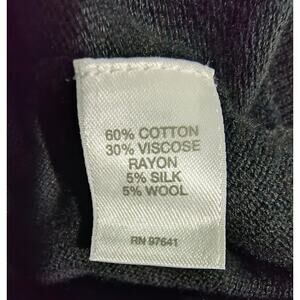 60% COTTON
30% VISCOSE
RAYON
5% SILK
5% WOOL
RN 97641